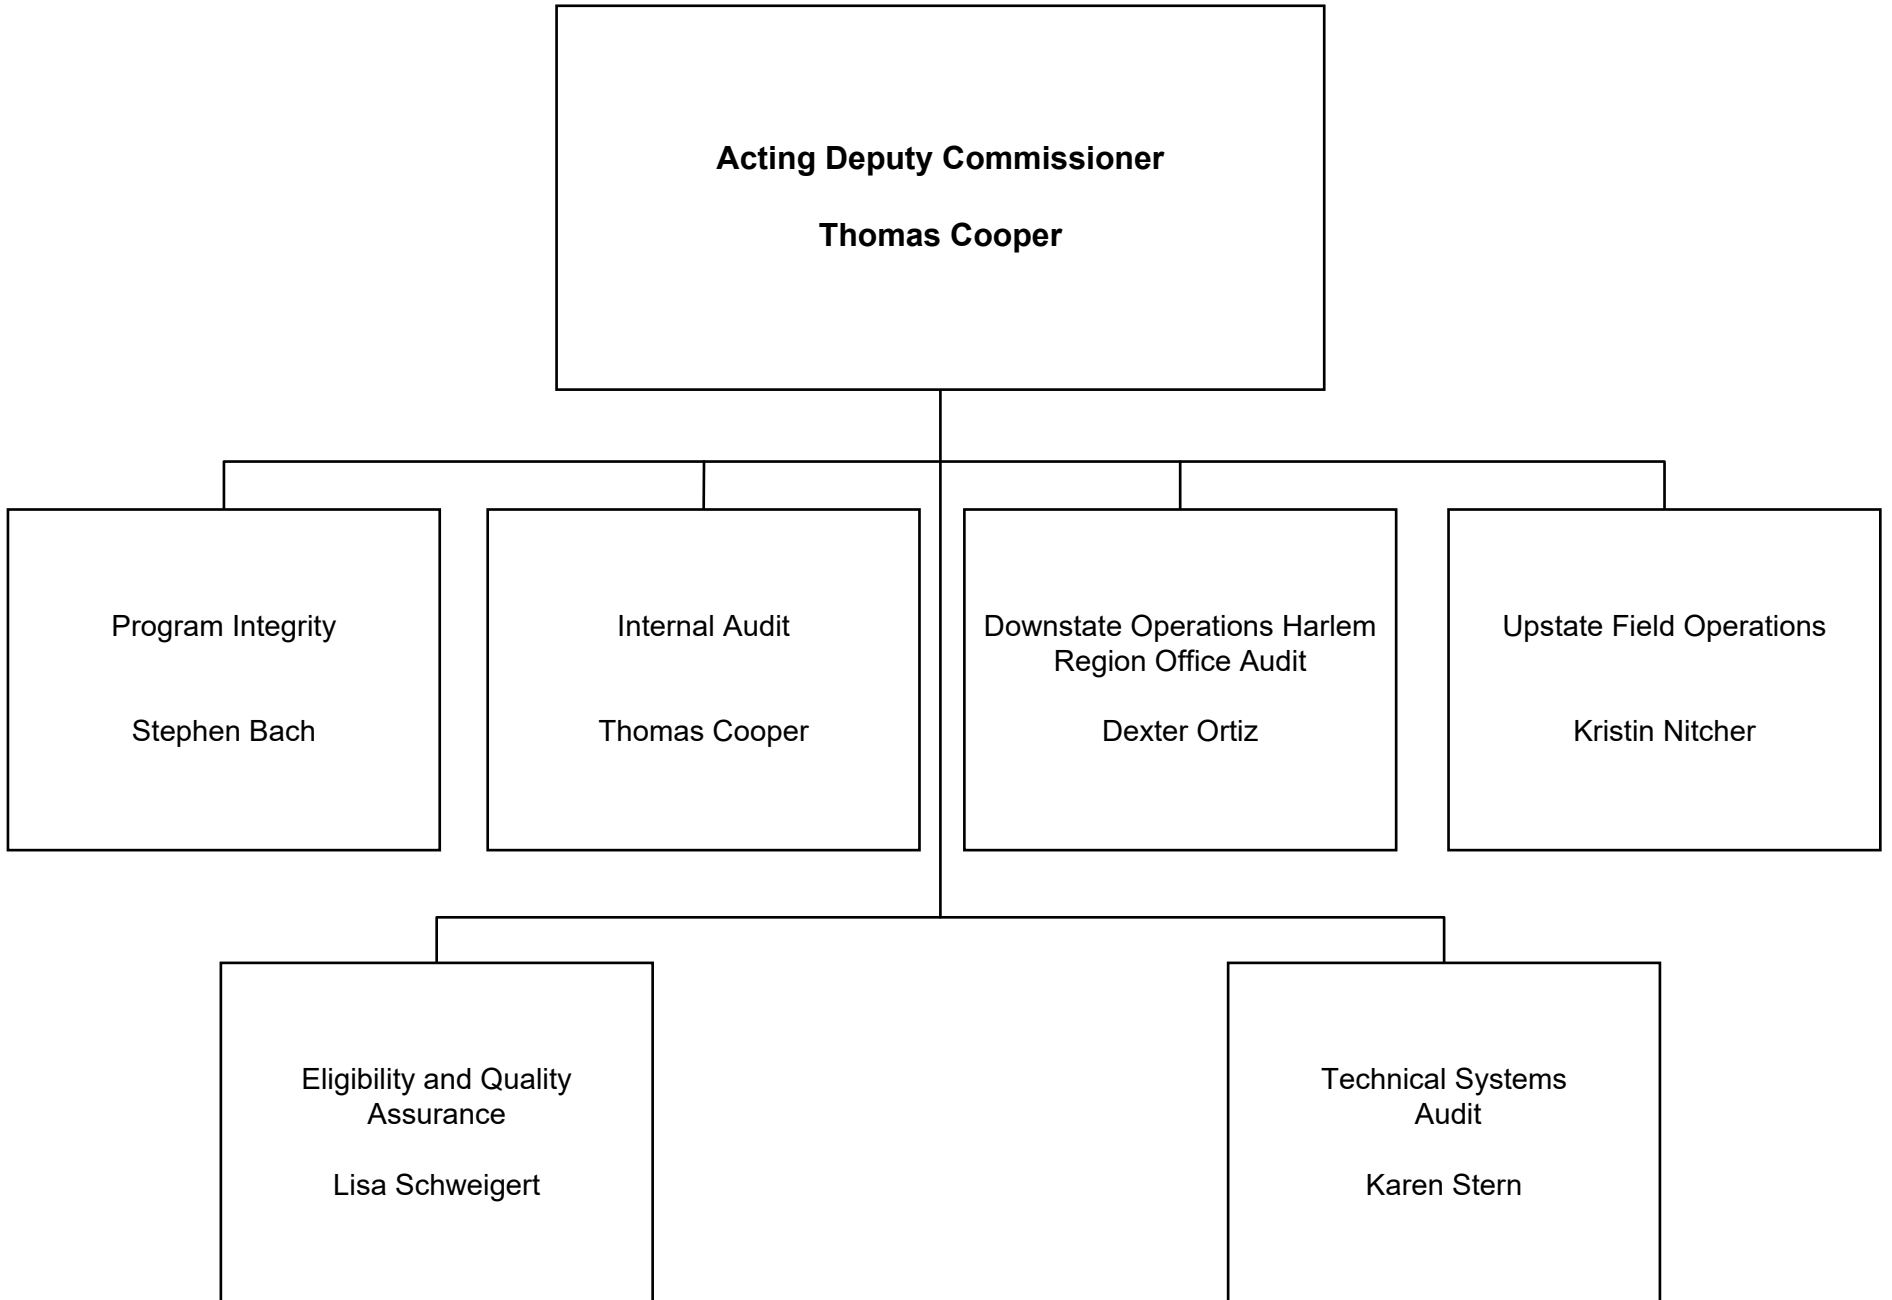 Acting Deputy Commissioner
Thomas Cooper
Program Integrity
Stephen Bach
Internal Audit
Thomas Cooper
Downstate Operations Harlem
Region Office Audit
Dexter Ortiz
Upstate Field Operations
Kristin Nitcher
Eligibility and Quality
Assurance
Lisa Schweigert
Technical Systems
Audit
Karen Stern